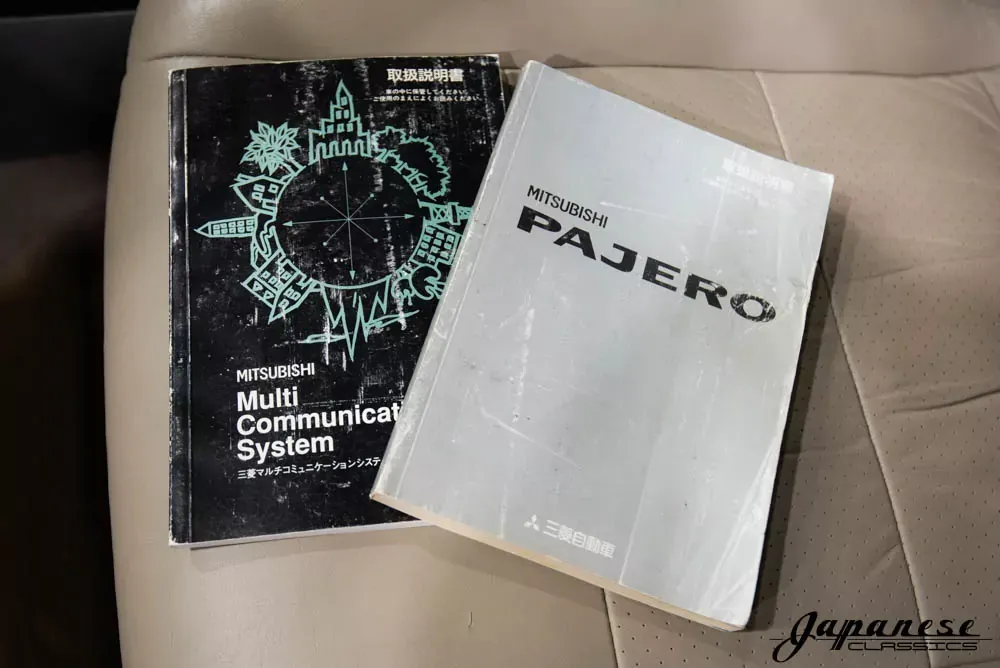 取扱説明書
車の中に保管してください。
ご使用のまえによくお読みください。
MITSUBISHI
Multi
Communicat
System
三菱マルチコミュニケーションシステ
取扱説明書
MITSUBISHI
PAJERO
三菱自動車
Japanese
CLASSICS